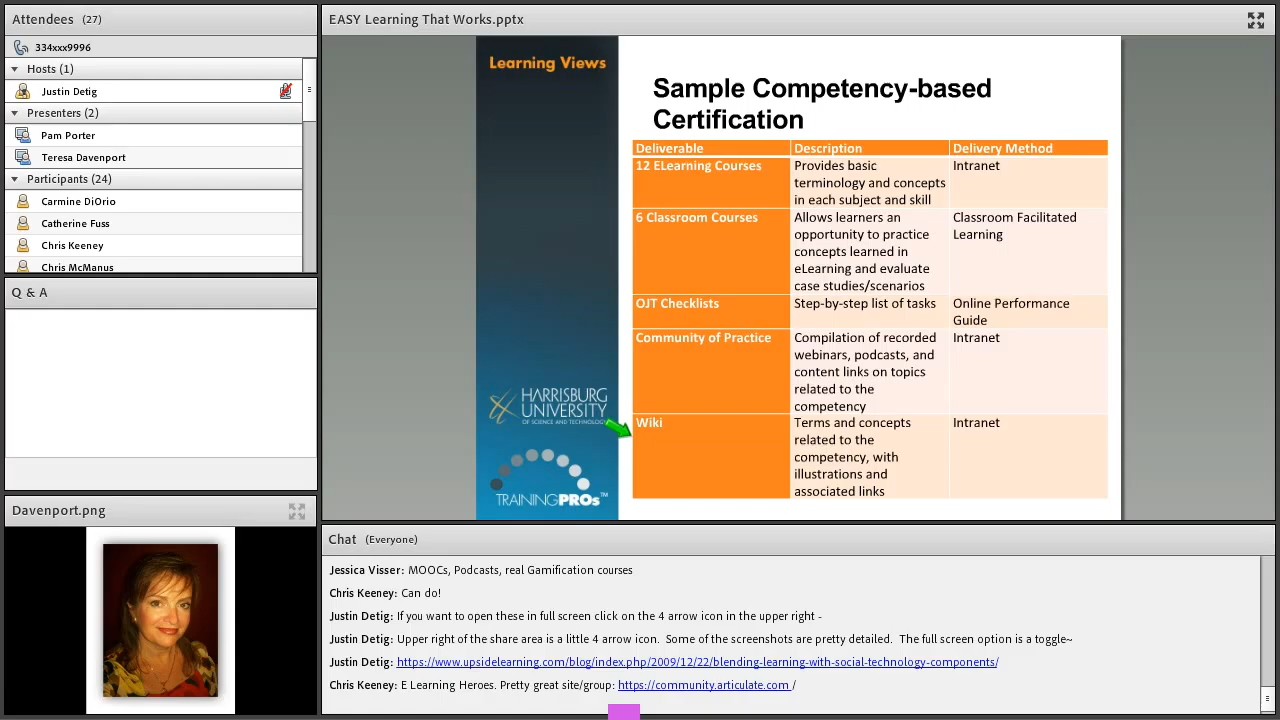 Attendees (27)
334xxx9996
Hosts (1)
Justin Detig
Presenters (2)
Pam Porter
Teresa Davenport
Participants (24)
Carmine DiOrio
Catherine Fuss
Chris Keeney
Chris McManus
Q & A
Davenport.png
EASY Learning That Works.pptx
Learning Views
HARRISBURG
UNIVERSITY
OF SCIENCE AND TECHNOLOGY
TRAININGPROs™
Sample Competency-based
Certification
Deliverable Description Delivery Method
12 ELearning Courses Provides basic Intranet
terminology and concepts
in each subject and skill
6 Classroom Courses Allows learners an Classroom Facilitated
opportunity to practice Learning
concepts learned in
eLearning and evaluate
case studies/scenarios
OJT Checklists Step-by-step list of tasks Online Performance
Guide
Community of Practice Compilation of recorded Intranet
webinars, podcasts, and
content links on topics
related to the
competency
Wiki Terms and concepts Intranet
related to the
competency, with
illustrations and
associated links
Chat (Everyone)
Jessica Visser: MOOCs, Podcasts, real Gamification courses
Chris Keeney: Can do!
Justin Detig: If you want to open these in full screen click on the 4 arrow icon in the upper right -
Justin Detig: Upper right of the share area is a little 4 arrow icon. Some of the screenshots are pretty detailed. The full screen option is a toggle~
Justin Detig: https://www.upsidelearning.com/blog/index.php/2009/12/22/blending-learning-with-social-technology-components/
Chris Keeney: E Learning Heroes. Pretty great site/group: https://community.articulate.com /